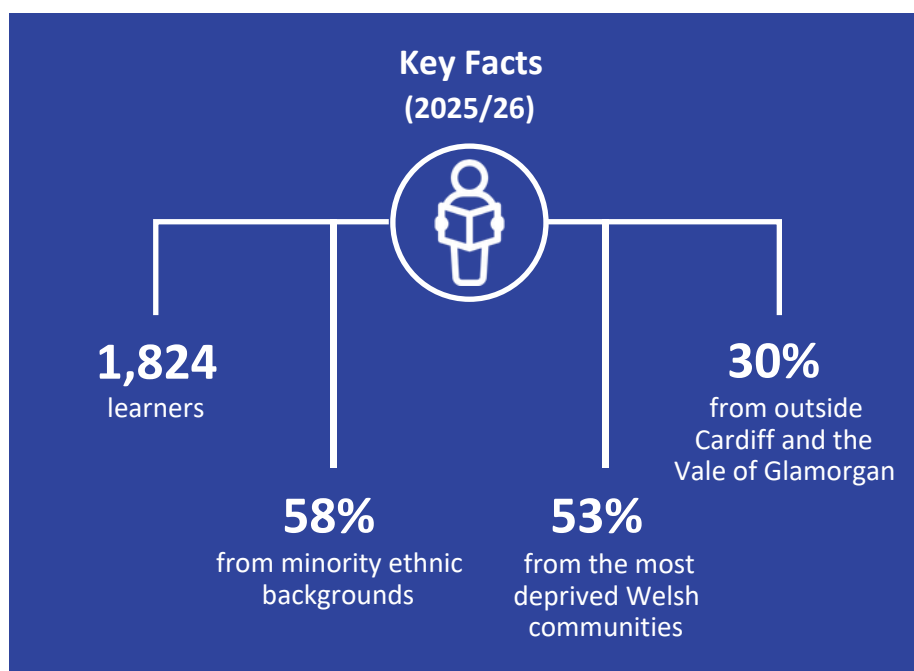 Key Facts
(2025/26)
1,824
learners
58%
from minority ethnic
backgrounds
53%
from the most
deprived Welsh
communities
30%
from outside
Cardiff and the
Vale of Glamorgan